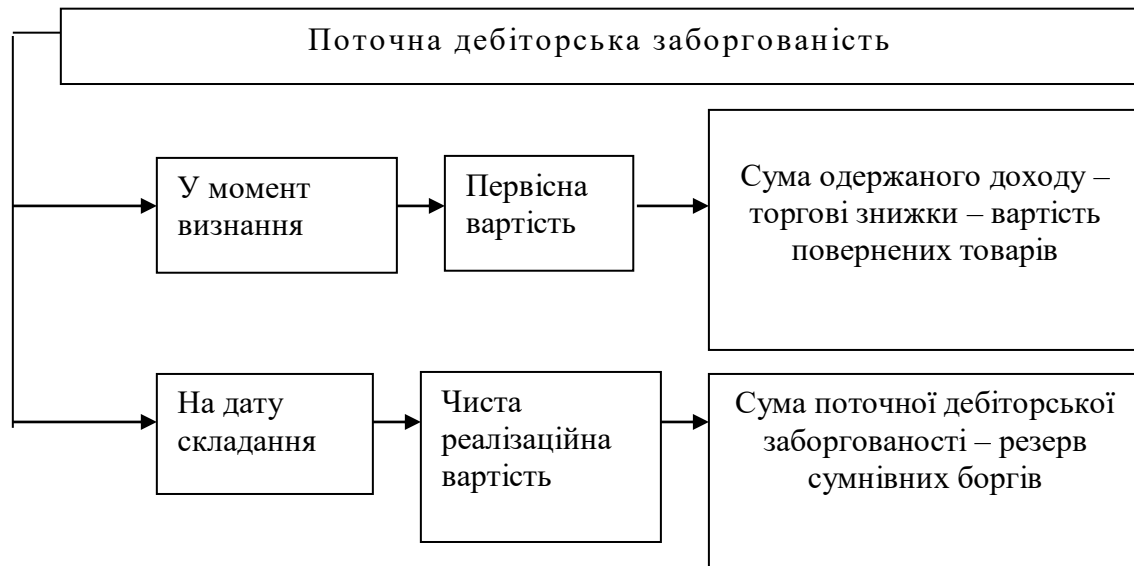 Поточна дебіторська заборгованість
У момент
визнання
Первісна
вартість
Сума одержаного доходу –
торгові знижки – вартість
повернених товарів
На дату
складання
Чиста
реалізаційна
вартість
Сума поточної дебіторської
заборгованості – резерв
сумнівних боргів